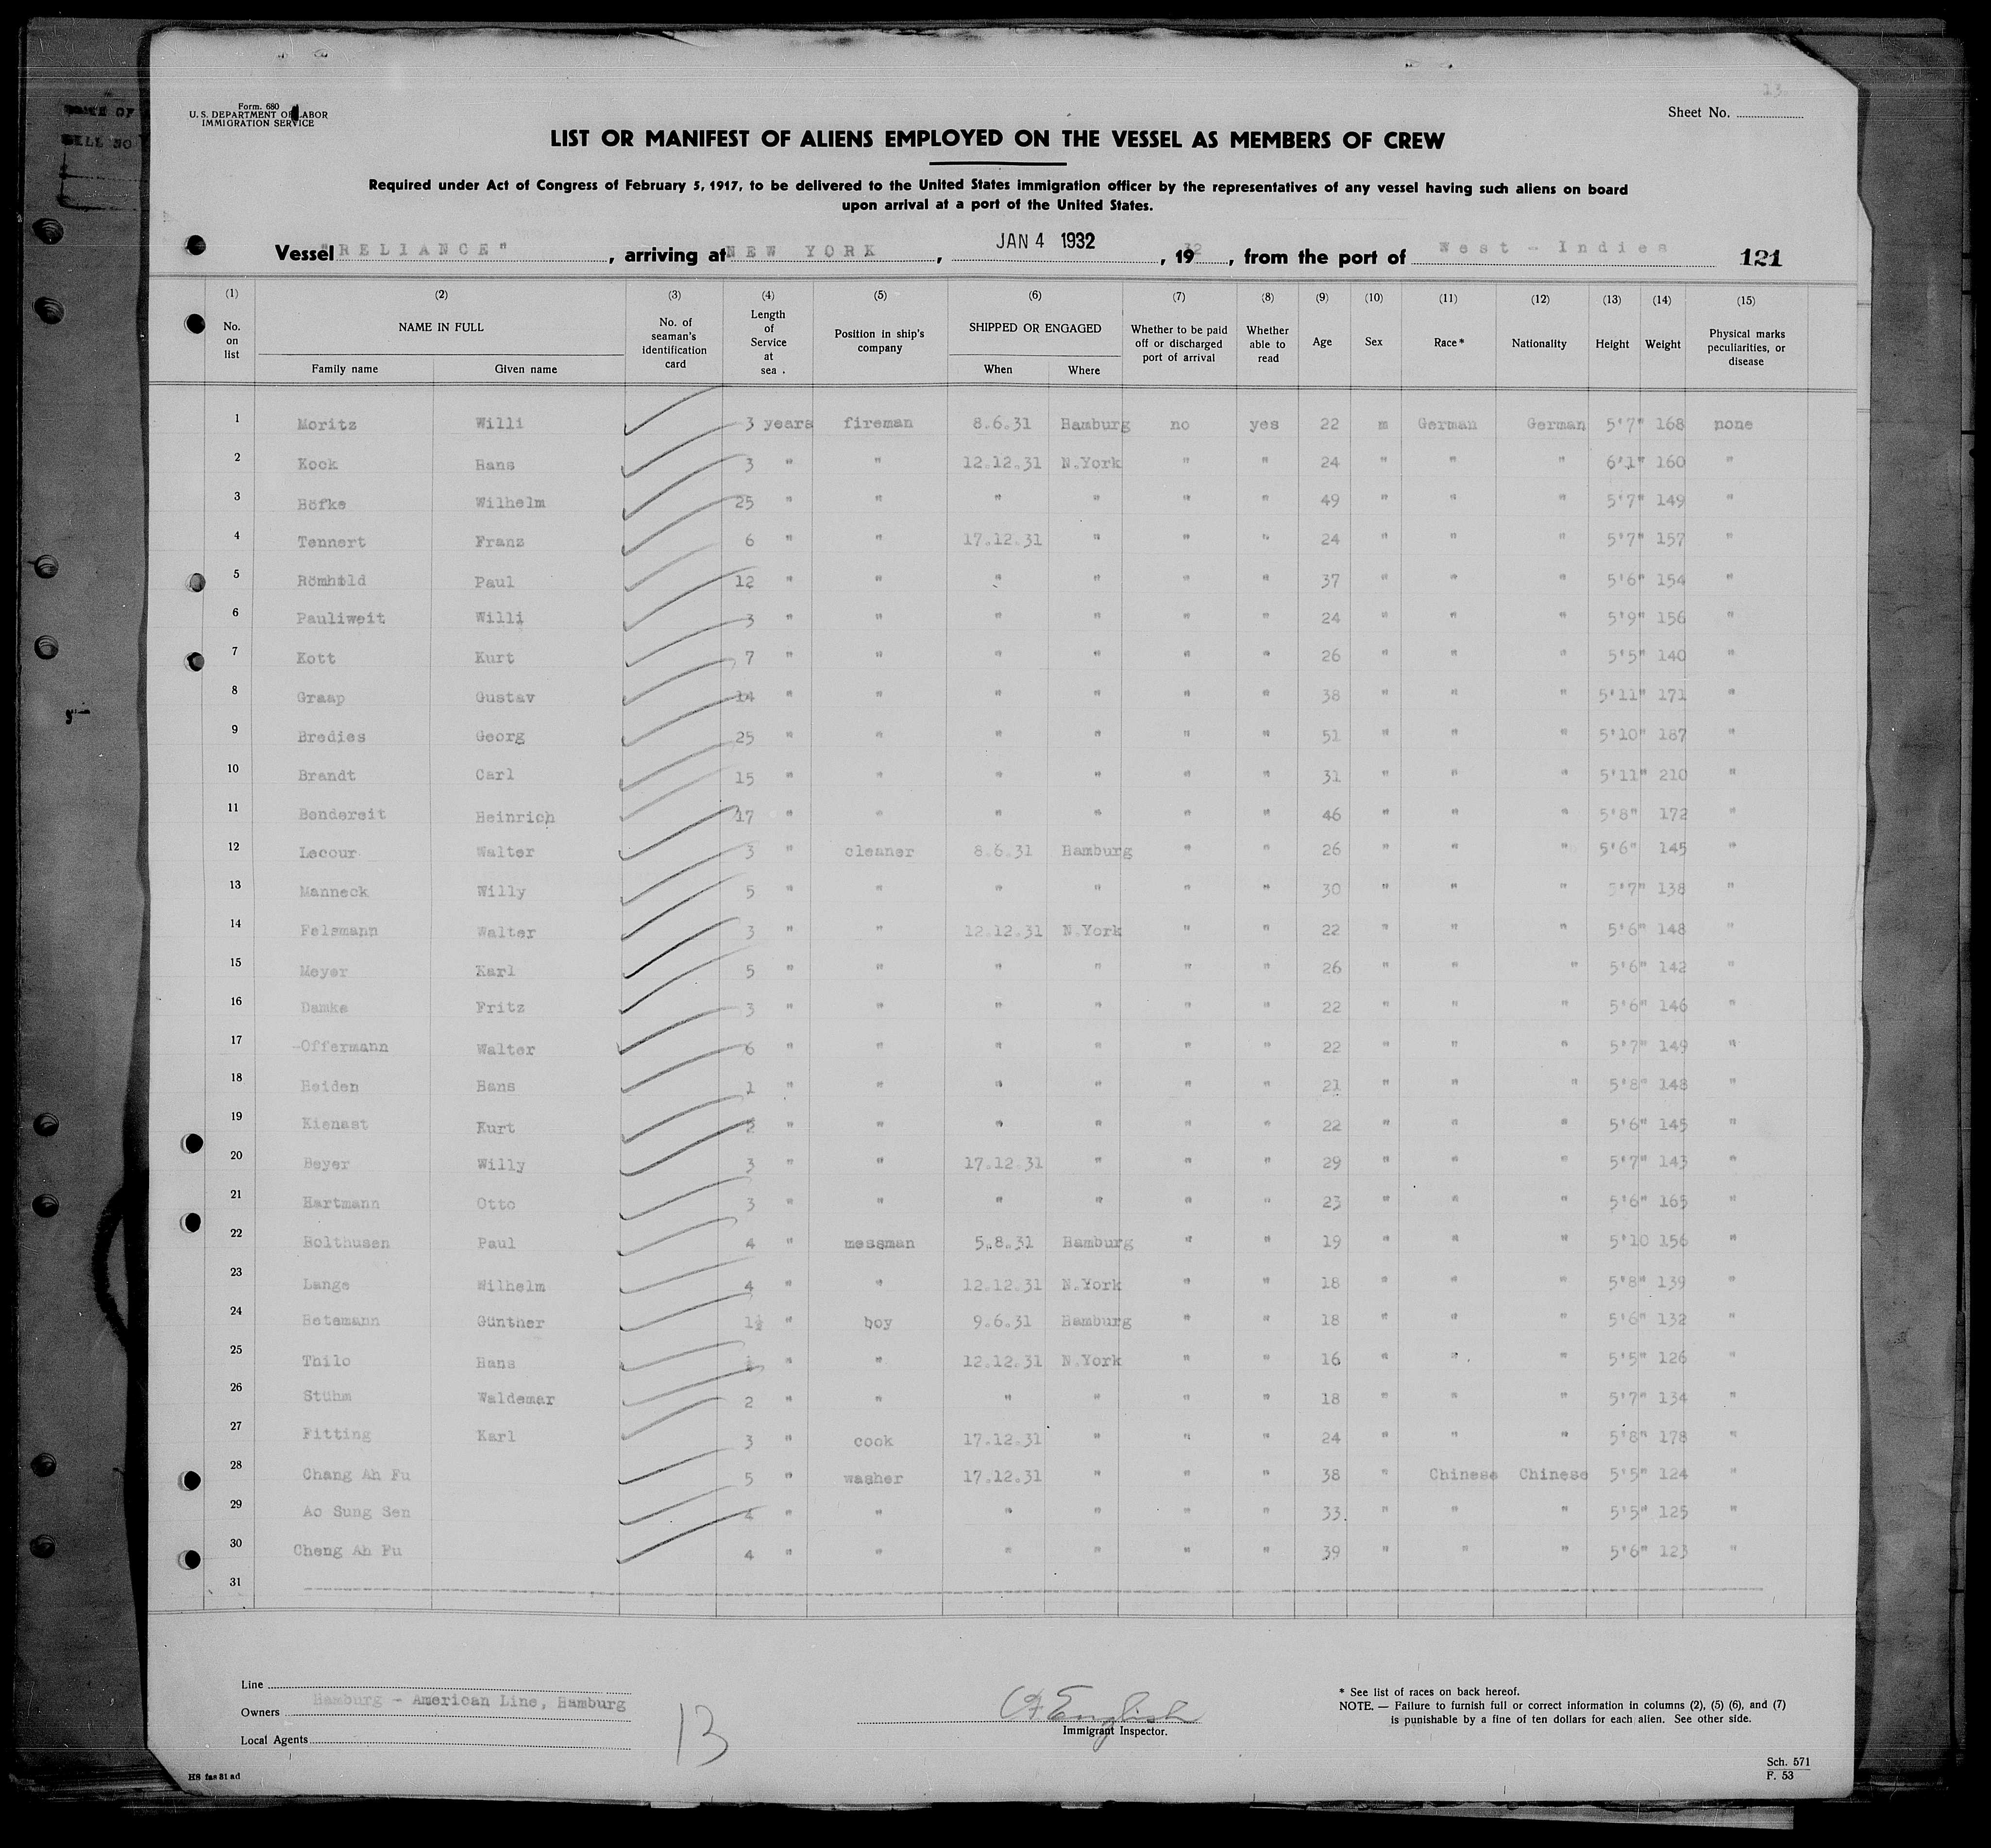 13
Form. 680
U. S. DEPARTMENT OF LABOR
IMMIGRATION SERVICE
Sheet No.
LIST OR MANIFEST OF ALIENS EMPLOYED ON THE VESSEL AS MEMBERS OF CREW
Required under Act of Congress of February 5, 1917, to be delivered to the United States immigration officer by the representatives of any vessel having such aliens on board
upon arrival at a port of the United States.
Vessel "RELIANCE" , arriving at NEW YORK , JAN 4 1932 , 1932 , from the port of West - Indies 121
(1) (2) (3) (4) (5) (6) (7) (8) (9) (10) (11) (12) (13) (14) (15)
No. on list NAME IN FULL Family name Given name No. of seaman's identification card Length of Service at sea . Position in ship's company SHIPPED OR ENGAGED When Where Whether to be paid off or discharged port of arrival Whether able to read Age Sex Race* Nationality Height Weight Physical marks peculiarities, or disease
1 Moritz Willi 3 years fireman 8.6.31 Hamburg no yes 22 m German German 5'7" 168 none
2 Kock Hans 3 " " 12.12.31 N.York " " 24 " " " 6'1" 160 "
3 Höfke Wilhelm 25 " " " " " " 49 " " " 5'7" 149 "
4 Tennert Franz 6 " " 17.12.31 " " " 24 " " " 5'7" 157 "
5 Römhild Paul 12 " " " " " " 37 " " " 5'6" 154 "
6 Pauliweit Willi 3 " " " " " " 24 " " " 5'9" 156 "
7 Kott Kurt 7 " " " " " " 26 " " " 5'5" 140 "
8 Graap Gustav 14 " " " " " " 38 " " " 5'11" 171 "
9 Bredies Georg 25 " " " " " " 51 " " " 5'10" 187 "
10 Brandt Carl 15 " " " " " " 31 " " " 5'11" 210 "
11 Bendereit Heinrich 17 " " " " " " 46 " " " 5'8" 172 "
12 Lecour Walter 3 " cleaner 8.6.31 Hamburg " " 26 " " " 5'6" 145 "
13 Manneck Willy 5 " " " " " " 30 " " " 5'7" 138 "
14 Felsmann Walter 3 " " 12.12.31 N.York " " 22 " " " 5'6" 148 "
15 Meyer Karl 5 " " " " " " 26 " " " 5'6" 142 "
16 Damke Fritz 3 " " " " " " 22 " " " 5'6" 146 "
17 -Offermann Walter 6 " " " " " " 22 " " " 5'7" 149 "
18 Heiden Hans 1 " " " " " " 21 " " " 5'8" 148 "
19 Kienast Kurt 2 " " " " " " 22 " " " 5'6" 145 "
20 Beyer Willy 3 " " 17.12.31 " " " 29 " " " 5'7" 143 "
21 Hartmann Otto 3 " " " " " " 23 " " " 5'6" 165 "
22 Holthusen Paul 4 " messman 5.8.31 Hamburg " " 19 " " " 5'10 156 "
23 Lange Wilhelm 4 " " 12.12.31 N.York " " 18 " " " 5'8" 139 "
24 Hetemann Günther 1½ " boy 9.6.31 Hamburg " " 18 " " " 5'6" 132 "
25 Thilo Hans " " 12.12.31 N.York " " 16 " " " 5'5" 126 "
26 Stühm Waldemar 2 " " " " " " 18 " " " 5'7" 134 "
27 Fitting Karl 3 " cook 17.12.31 " " " 24 " " " 5'8" 178 "
28 Chang Ah Fu 5 " washer 17.12.31 " " " 38 " Chinese Chinese 5'5" 124 "
29 Ao Sung Sen 4 " " " " " " 33. " " " 5'5" 125 "
30 Cheng Ah Fu 4 " " " " " " 39 " " " 5'6" 123 "
31
Line
Hamburg - American Line, Hamburg
Owners
Local Agents
13
English
Immigrant Inspector.
* See list of races on back hereof.
NOTE. — Failure to furnish full or correct information in columns (2), (5) (6), and (7)
is punishable by a fine of ten dollars for each alien. See other side.
Sch. 571
F. 53